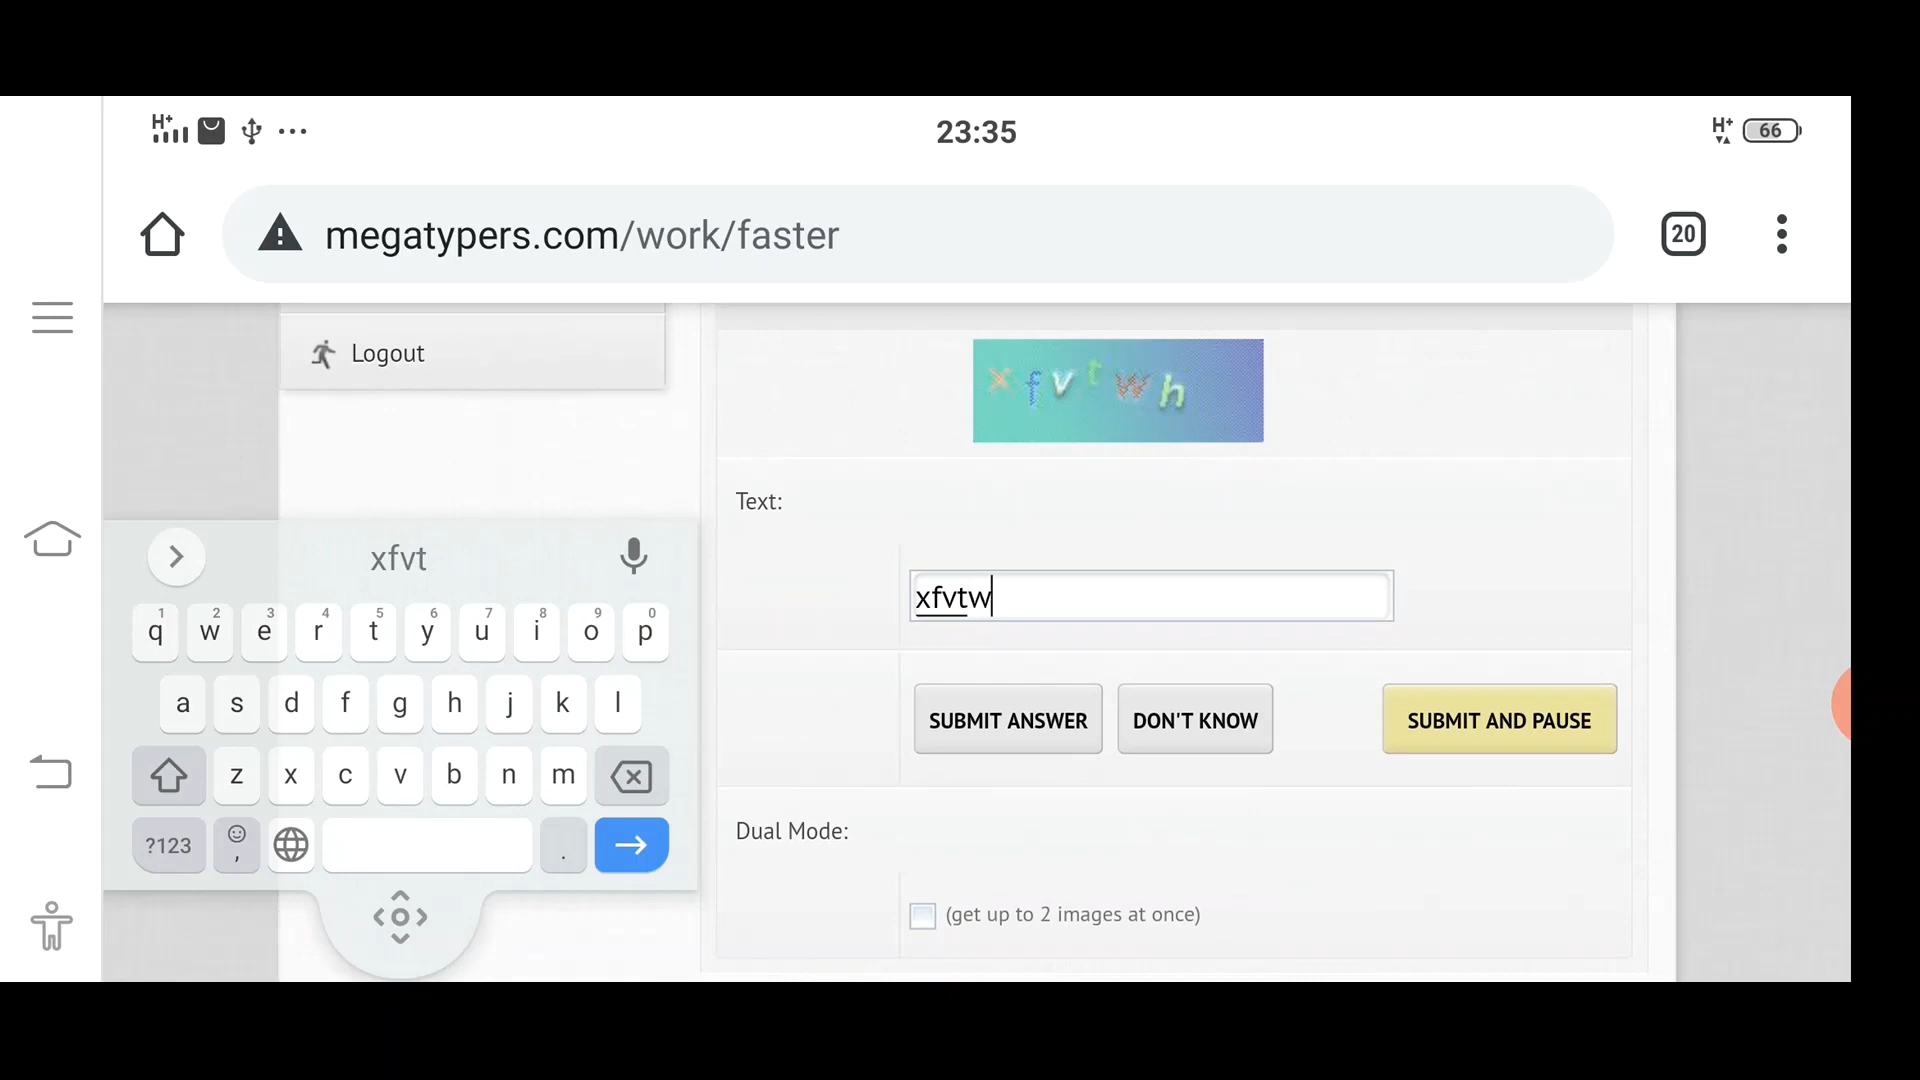 H+ ... 23:35 H+ 66
megatypers.com/work/faster 20
Logout
x f v t w h
Text:
xfvtw
SUBMIT ANSWER DON'T KNOW SUBMIT AND PAUSE
Dual Mode:
(get up to 2 images at once)
xfvt
1 2 3 4 5 6 7 8 9 0
q w e r t y u i o p
a s d f g h j k l
z x c v b n m
?123 , .